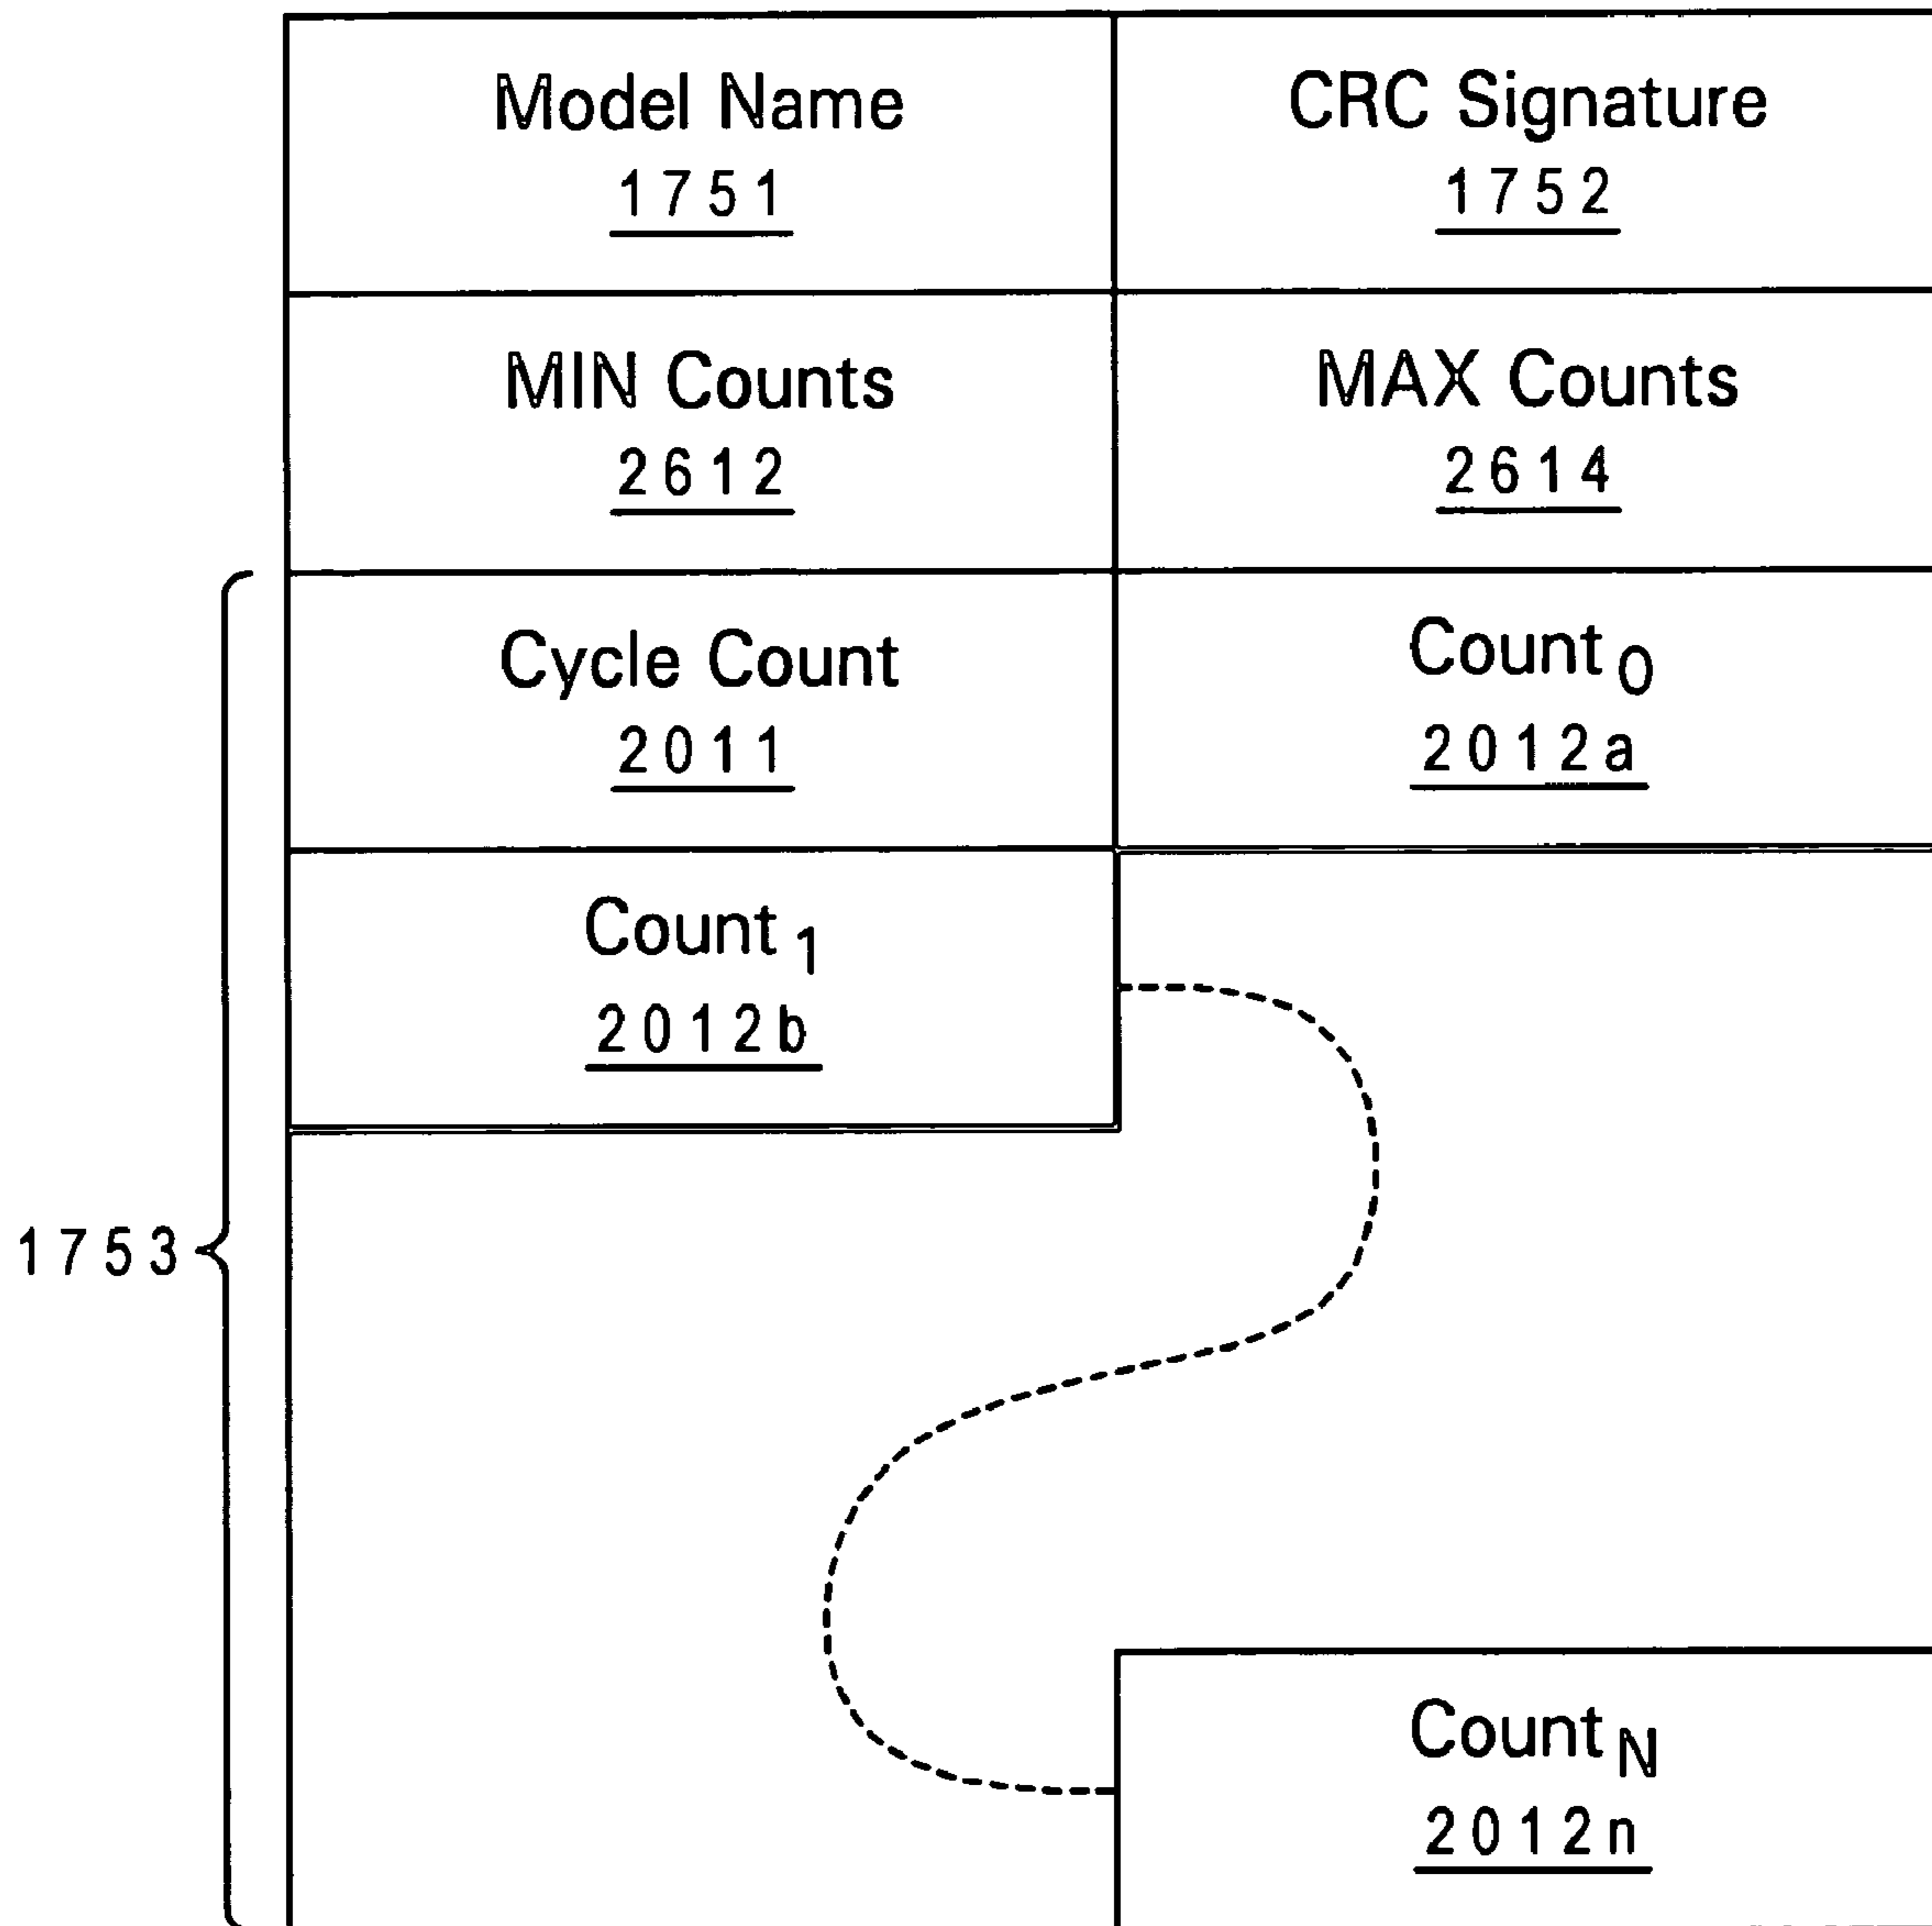 Model Name
1751
CRC Signature
1752
MIN Counts
2612
MAX Counts
2614
Cycle Count
2011
Count0
2012a
Count1
2012b
1753
CountN
2012n